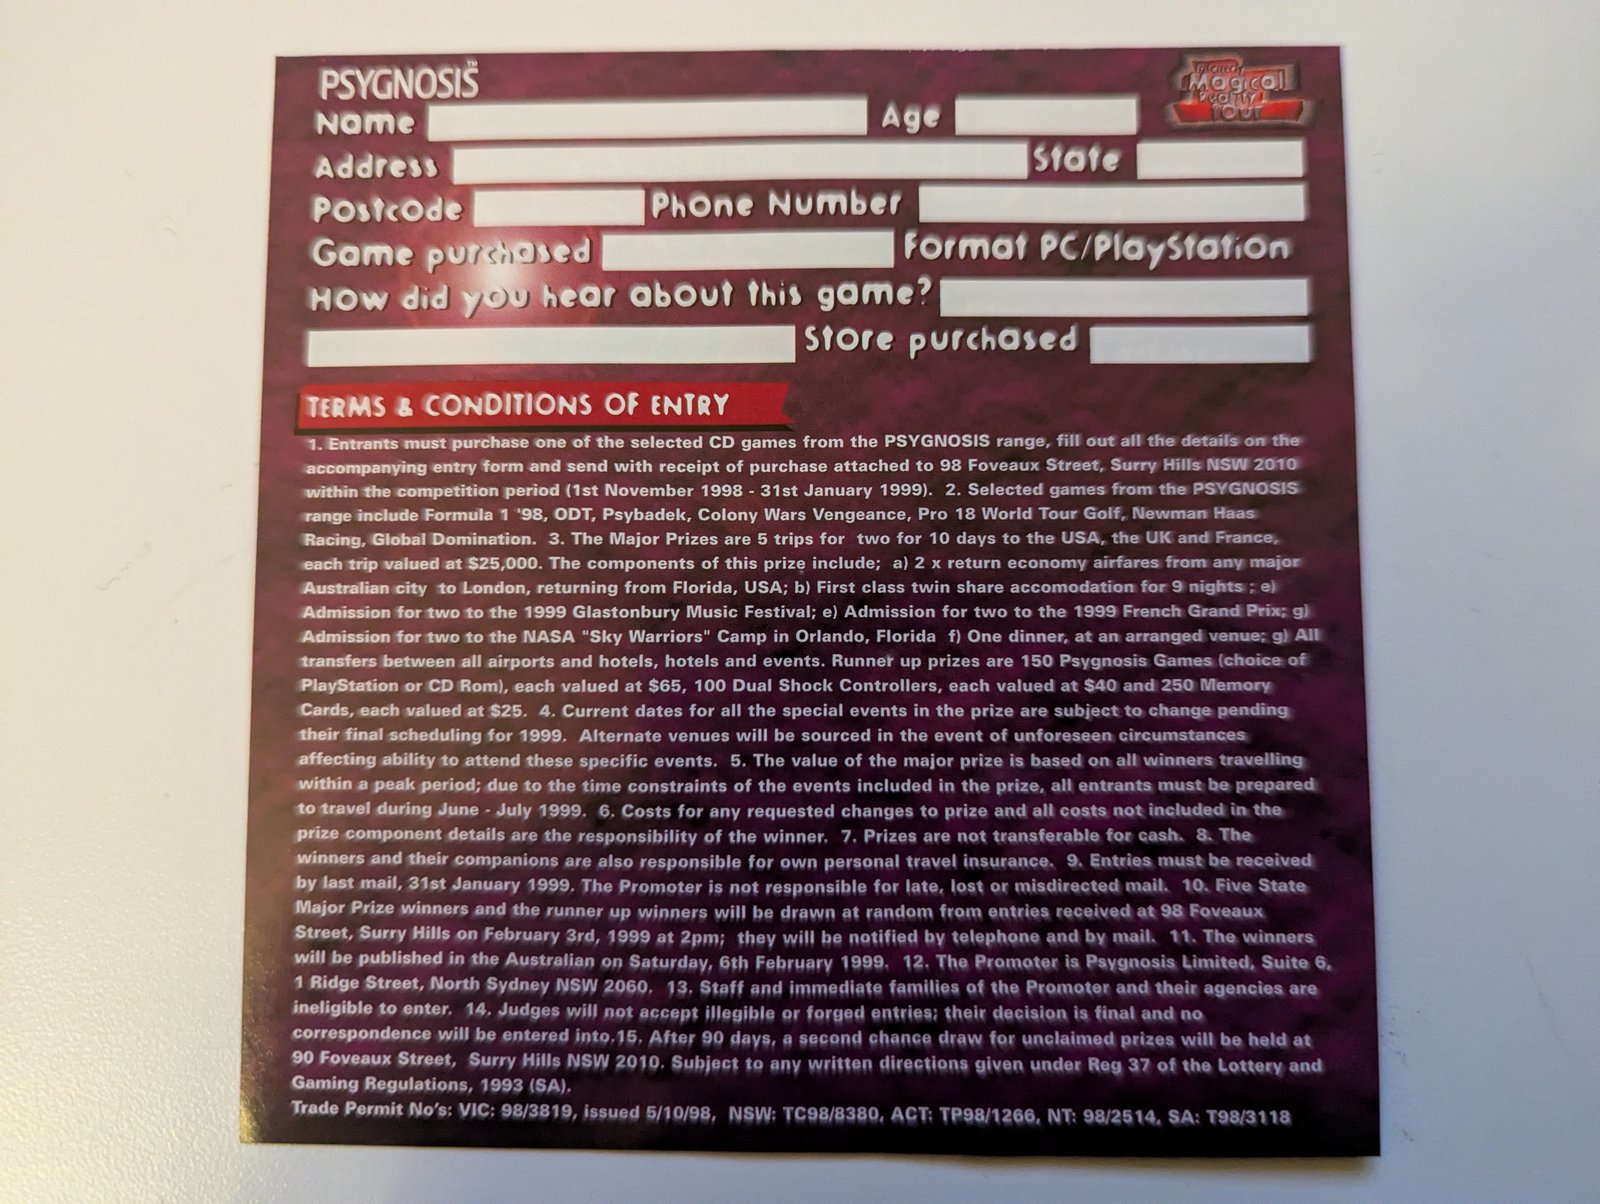 PSYGNOSIS™
Magical
Reality
TOUR
Name Age
Address State
Postcode Phone Number
Game purchased Format PC/PlayStation
How did you hear about this game?
Store purchased
TERMS & CONDITIONS OF ENTRY
1. Entrants must purchase one of the selected CD games from the PSYGNOSIS range, fill out all the details on the
accompanying entry form and send with receipt of purchase attached to 98 Foveaux Street, Surry Hills NSW 2010
within the competition period (1st November 1998 - 31st January 1999). 2. Selected games from the PSYGNOSIS
range include Formula 1 '98, ODT, Psybadek, Colony Wars Vengeance, Pro 18 World Tour Golf, Newman Haas
Racing, Global Domination. 3. The Major Prizes are 5 trips for two for 10 days to the USA, the UK and France,
each trip valued at $25,000. The components of this prize include; a) 2 x return economy airfares from any major
Australian city to London, returning from Florida, USA; b) First class twin share accomodation for 9 nights ; e)
Admission for two to the 1999 Glastonbury Music Festival; e) Admission for two to the 1999 French Grand Prix; g)
Admission for two to the NASA "Sky Warriors" Camp in Orlando, Florida f) One dinner, at an arranged venue; g) All
transfers between all airports and hotels, hotels and events. Runner up prizes are 150 Psygnosis Games (choice of
PlayStation or CD Rom), each valued at $65, 100 Dual Shock Controllers, each valued at $40 and 250 Memory
Cards, each valued at $25. 4. Current dates for all the special events in the prize are subject to change pending
their final scheduling for 1999. Alternate venues will be sourced in the event of unforeseen circumstances
affecting ability to attend these specific events. 5. The value of the major prize is based on all winners travelling
within a peak period; due to the time constraints of the events included in the prize, all entrants must be prepared
to travel during June - July 1999. 6. Costs for any requested changes to prize and all costs not included in the
prize component details are the responsibility of the winner. 7. Prizes are not transferable for cash. 8. The
winners and their companions are also responsible for own personal travel insurance. 9. Entries must be received
by last mail, 31st January 1999. The Promoter is not responsible for late, lost or misdirected mail. 10. Five State
Major Prize winners and the runner up winners will be drawn at random from entries received at 98 Foveaux
Street, Surry Hills on February 3rd, 1999 at 2pm; they will be notified by telephone and by mail. 11. The winners
will be published in the Australian on Saturday, 6th February 1999. 12. The Promoter is Psygnosis Limited, Suite 6,
1 Ridge Street, North Sydney NSW 2060. 13. Staff and immediate families of the Promoter and their agencies are
ineligible to enter. 14. Judges will not accept illegible or forged entries; their decision is final and no
correspondence will be entered into.15. After 90 days, a second chance draw for unclaimed prizes will be held at
90 Foveaux Street, Surry Hills NSW 2010. Subject to any written directions given under Reg 37 of the Lottery and
Gaming Regulations, 1993 (SA).
Trade Permit No's: VIC: 98/3819, issued 5/10/98, NSW: TC98/8380, ACT: TP98/1266, NT: 98/2514, SA: T98/3118